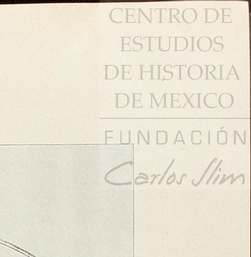 CENTRO DE
ESTUDIOS
DE HISTORIA
DE MEXICO
FUNDACIÓN
Carlos Slim